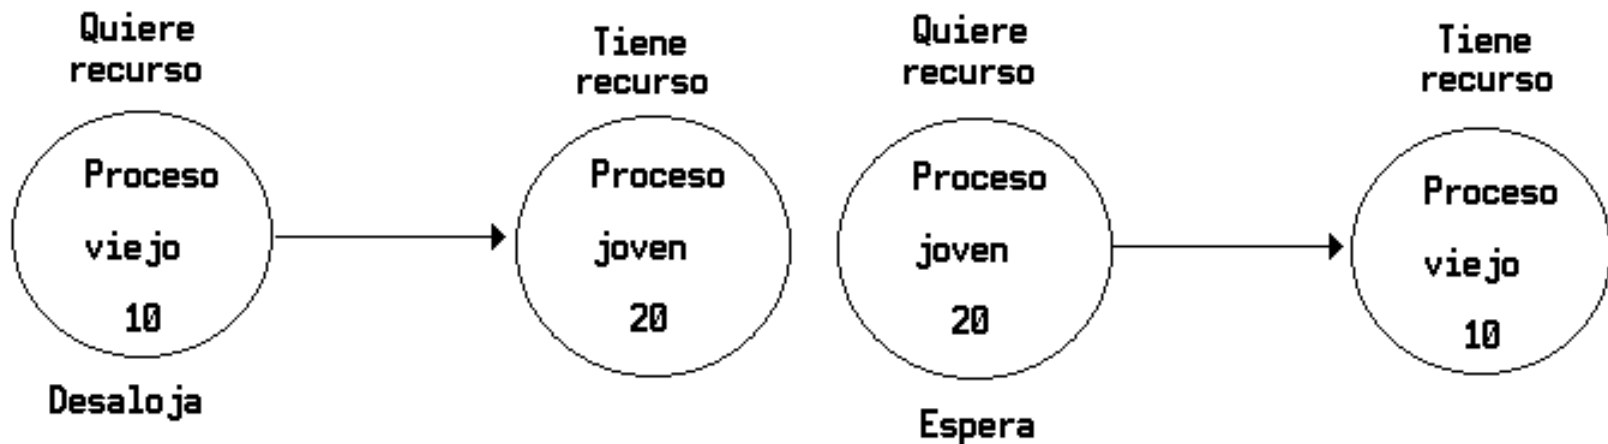 Quiere
recurso
Proceso
viejo
10
Desaloja
Tiene
recurso
Proceso
joven
20
Quiere
recurso
Proceso
joven
20
Espera
Tiene
recurso
Proceso
viejo
10